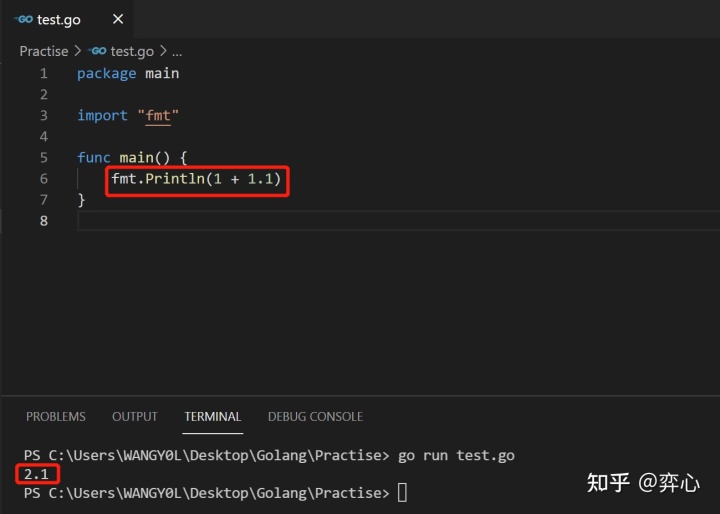 GO test.go ×
Practise > GO test.go > ...
1 package main
2
3 import "fmt"
4
5 func main() {
6 fmt.Println(1 + 1.1)
7 }
8
PROBLEMS OUTPUT TERMINAL DEBUG CONSOLE
PS C:\Users\WANGY0L\Desktop\Golang\Practise> go run test.go
2.1
PS C:\Users\WANGY0L\Desktop\Golang\Practise>
知乎 @弈心